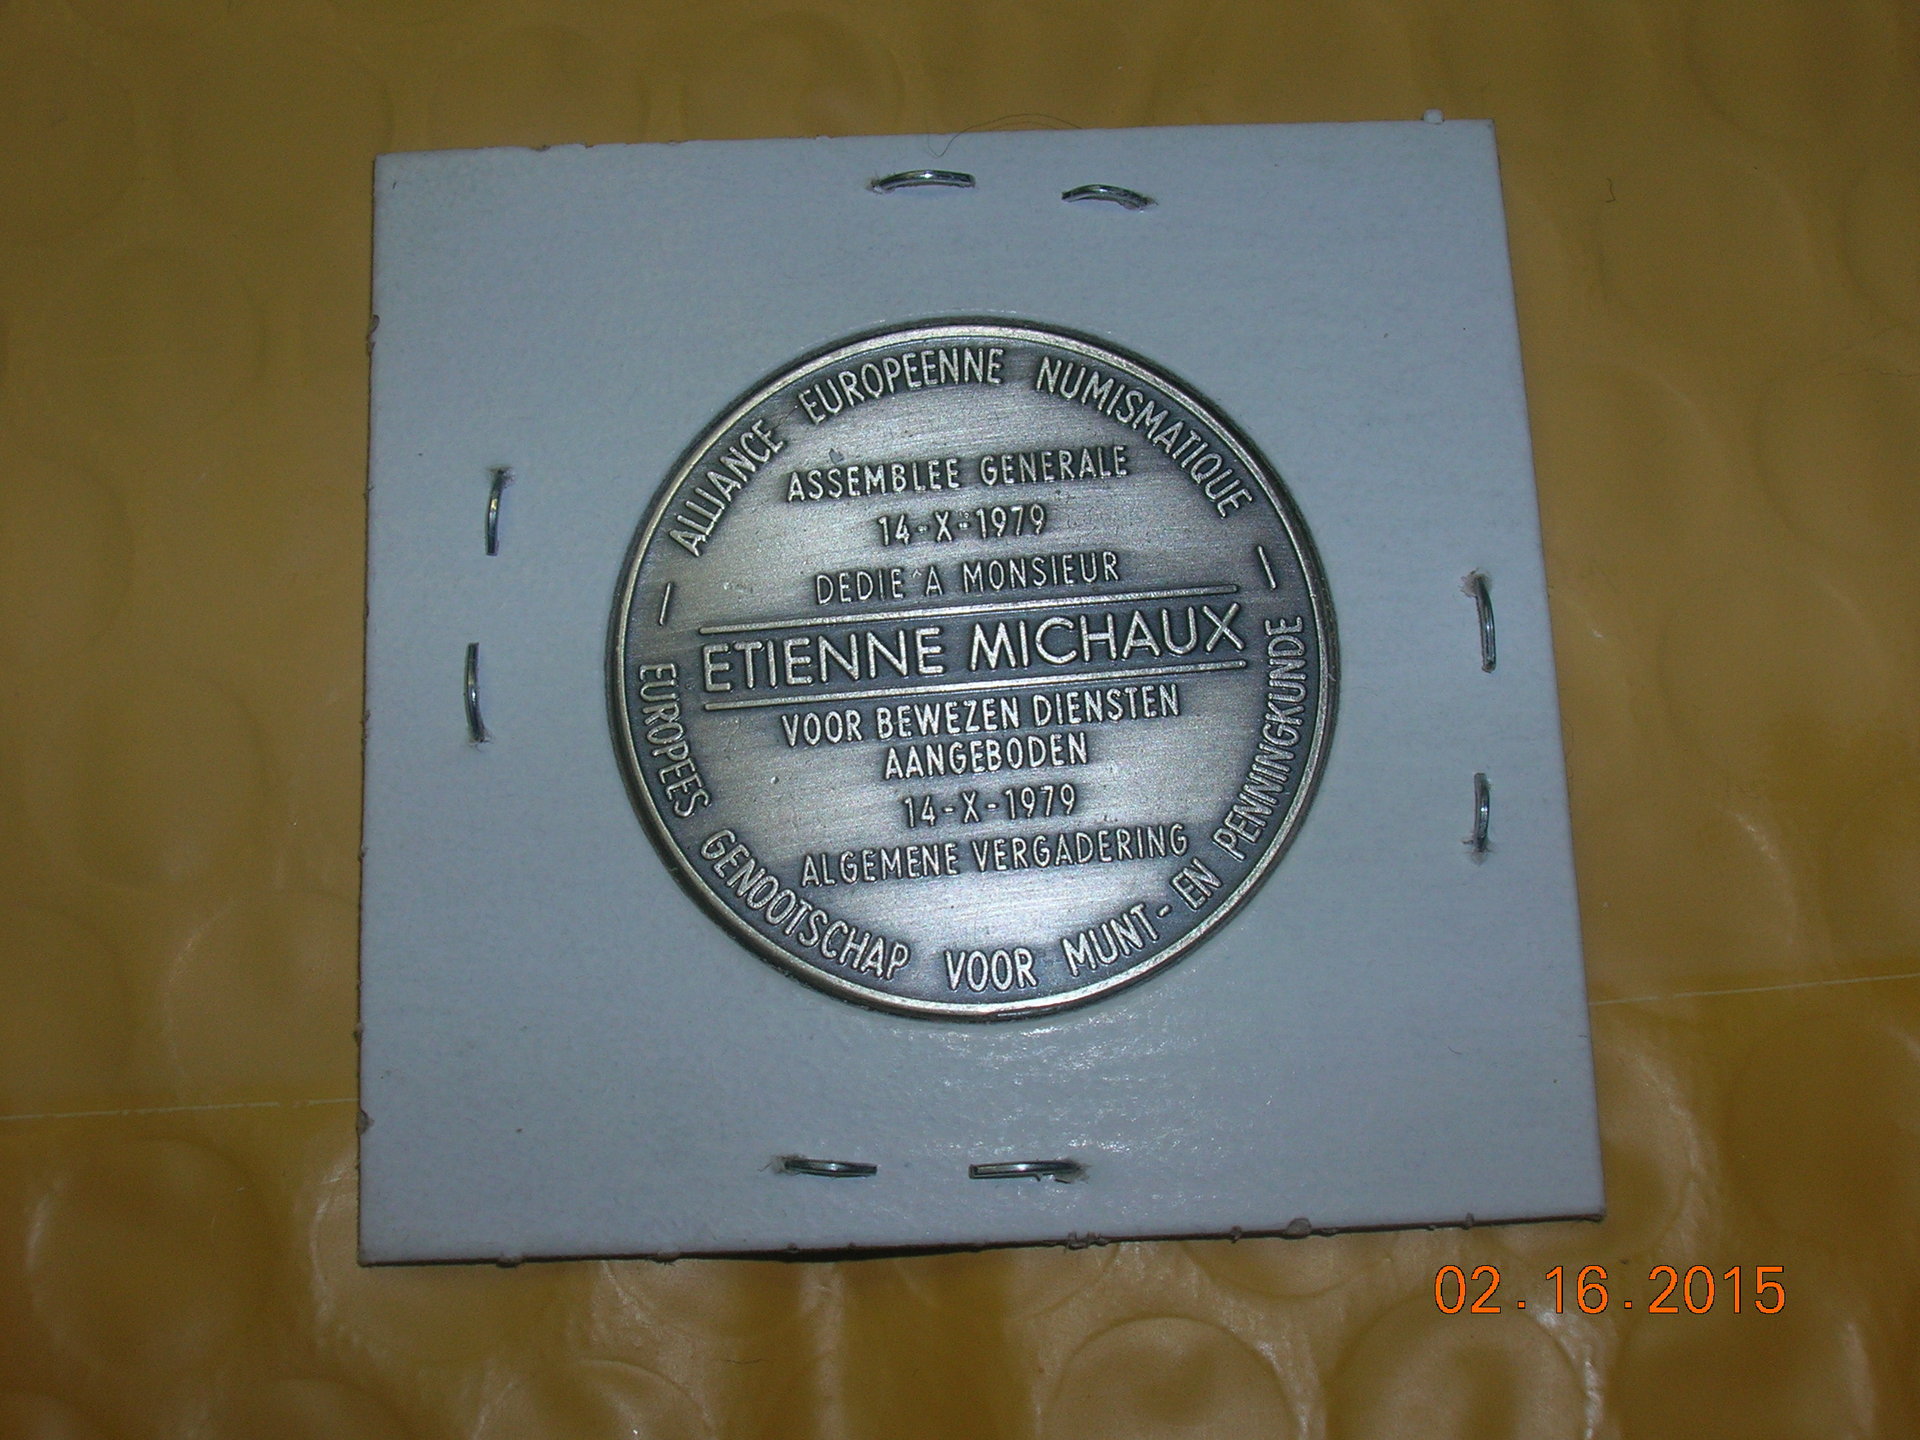 ALLIANCE EUROPEENNE NUMISMATIQUE
ASSEMBLEE GENERALE
14-X-1979
DEDIE A MONSIEUR
ETIENNE MICHAUX
VOOR BEWEZEN DIENSTEN
AANGEBODEN
14-X-1979
ALGEMENE VERGADERING
EUROPEES GENOOTSCHAP VOOR MUNT- EN PENNINGKUNDE
02.16.2015